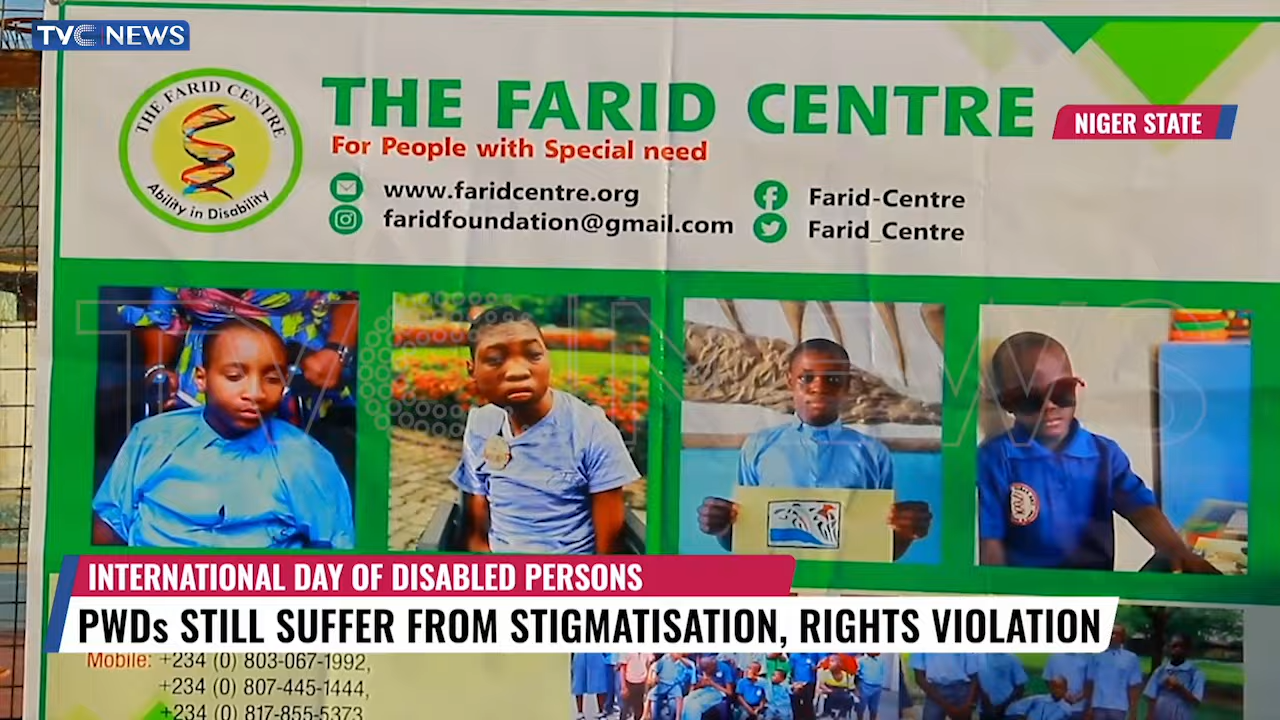 TVC NEWS
THE FARID CENTRE
Ability in Disability
THE FARID CENTRE
For People with Special need
www.faridcentre.org
faridfoundation@gmail.com
Farid-Centre
Farid_Centre
NIGER STATE
TVC NEWS
INTERNATIONAL DAY OF DISABLED PERSONS
PWDs STILL SUFFER FROM STIGMATISATION, RIGHTS VIOLATION
Mobile: +234 (0) 803-067-1992,
+234 (0) 807-445-1444,
+234 (0) 817-855-5373